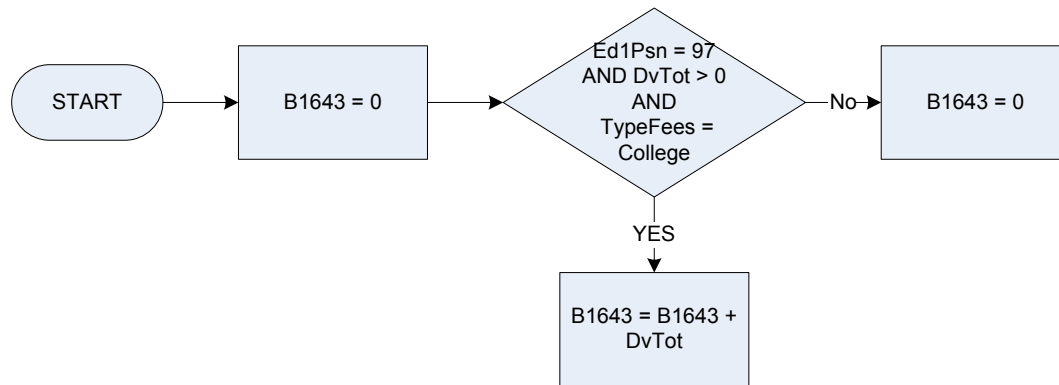 START
B1643 = 0
Ed1Psn = 97
AND DvTot > 0
AND
TypeFees =
College
No
B1643 = 0
YES
B1643 = B1643 +
DvTot